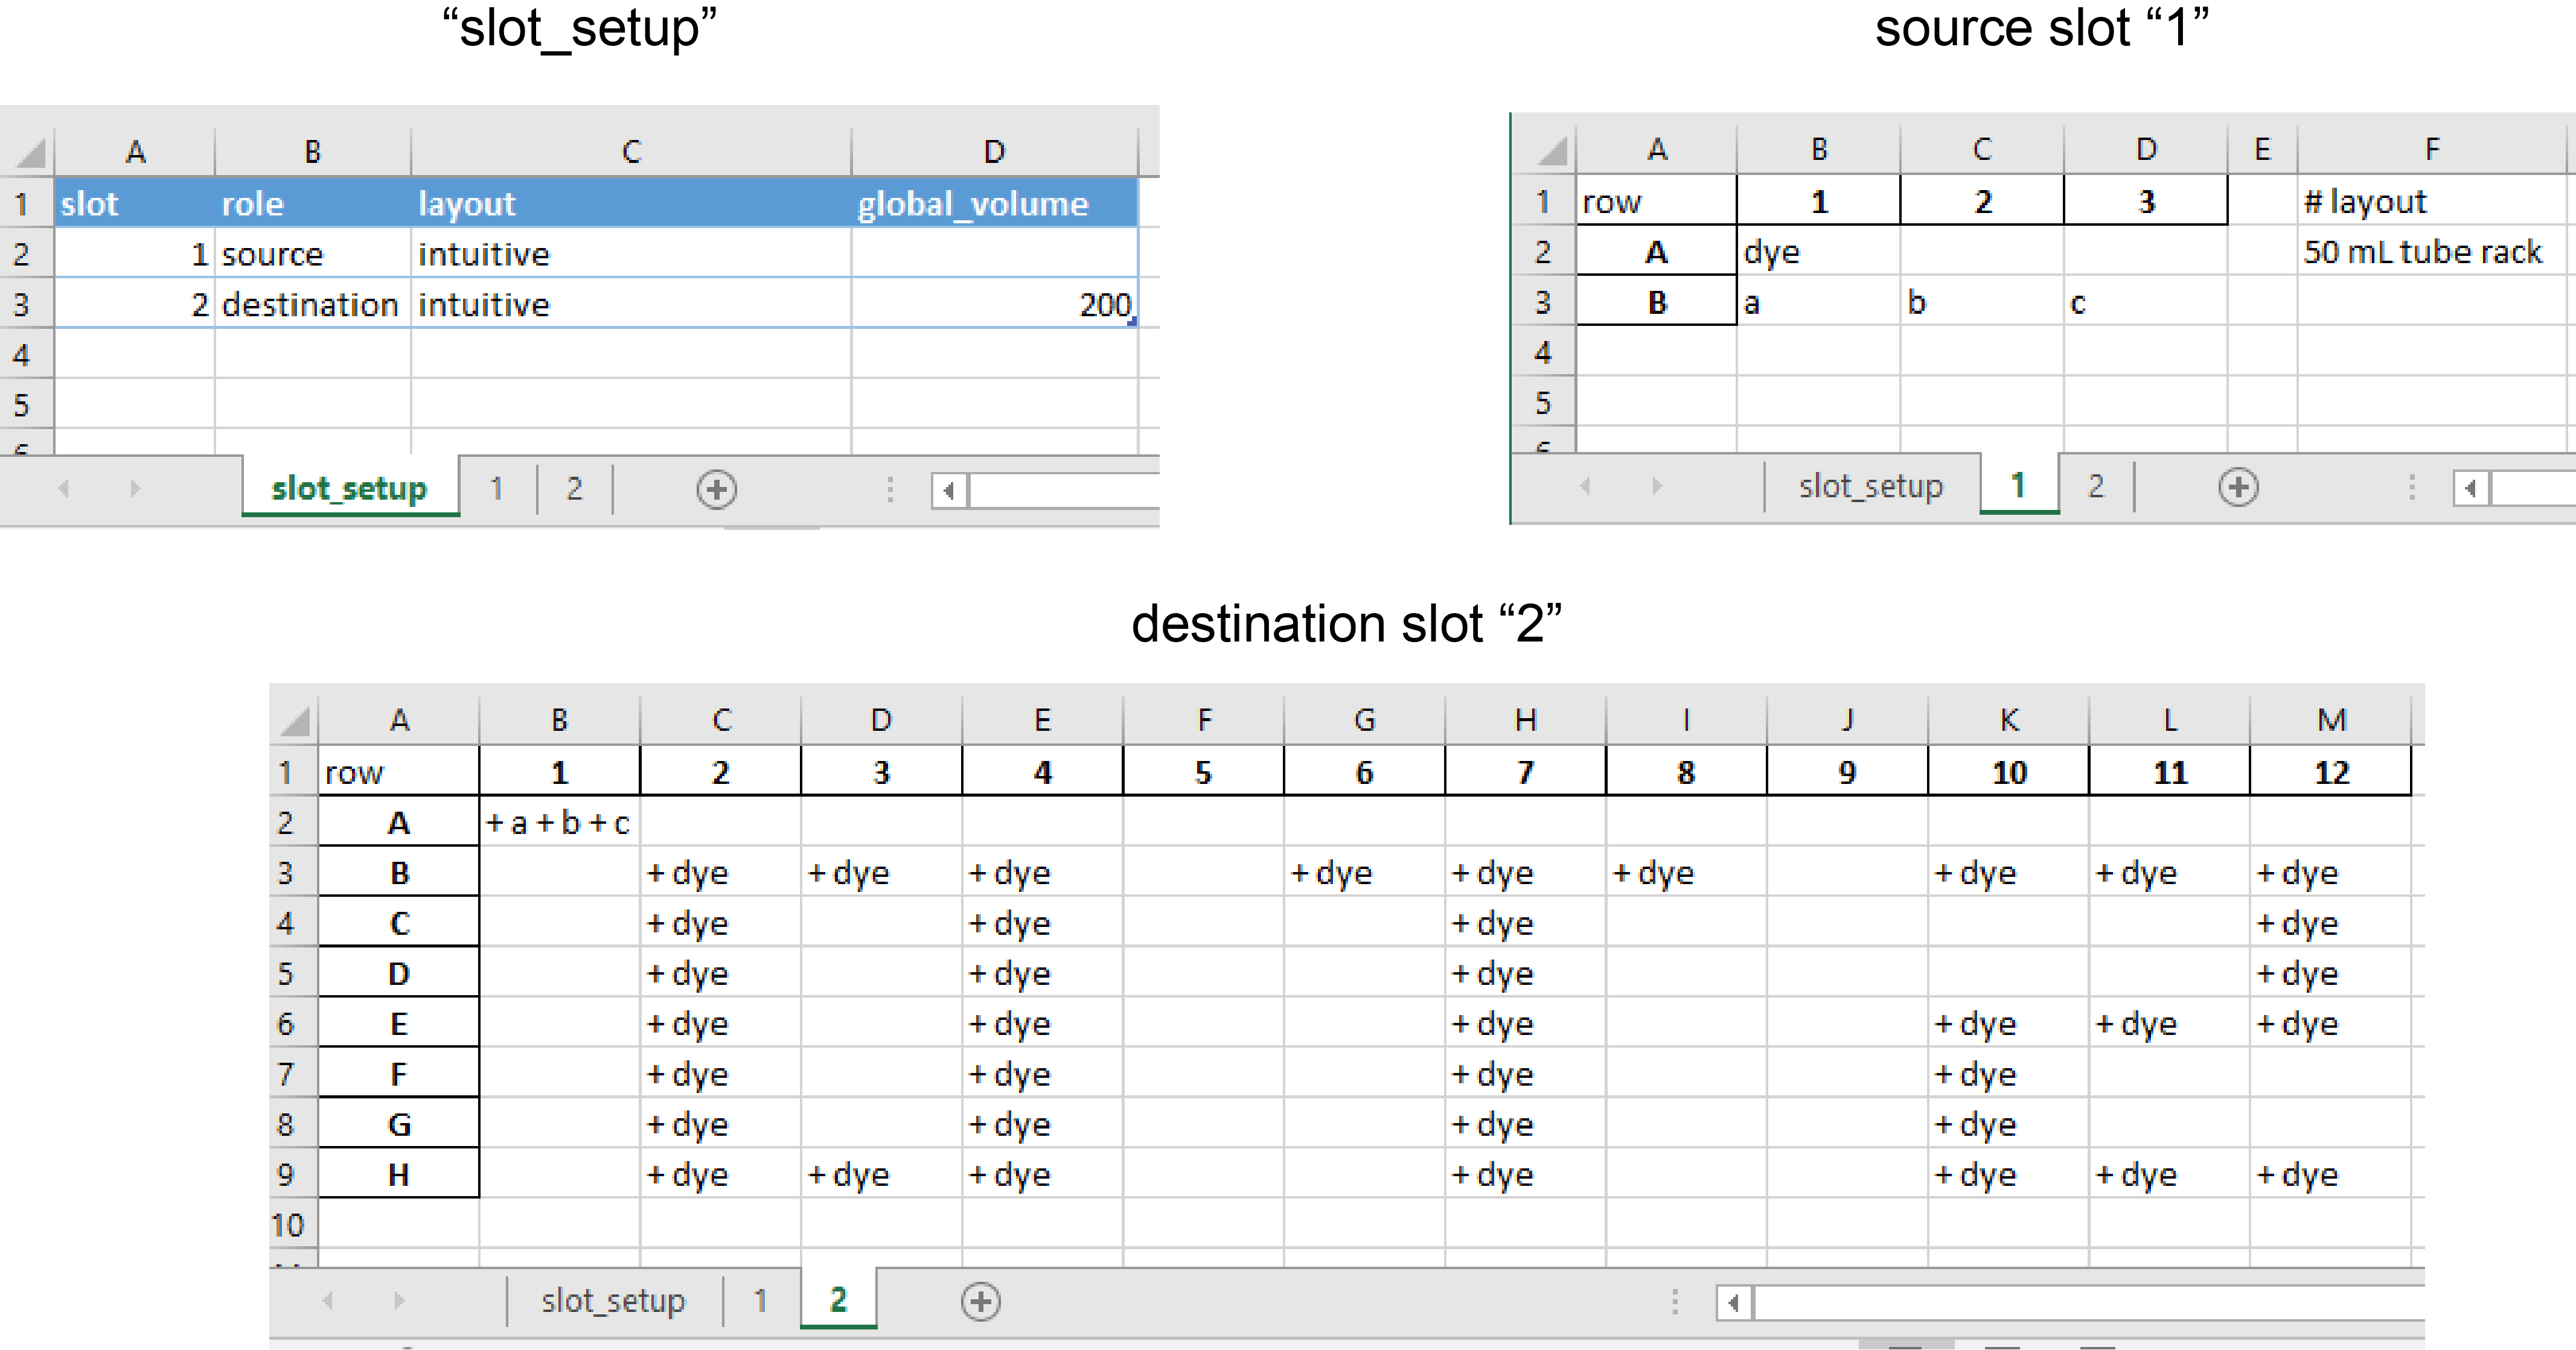 “slot_setup”
A B C D
1 slot role layout global_volume
2 1 source intuitive
3 2 destination intuitive 200
4
5
slot_setup 1 2
source slot “1”
A B C D E F
1 row 1 2 3 # layout
2 A dye 50 mL tube rack
3 B a b c
4
5
slot_setup 1 2
destination slot “2”
A B C D E F G H I J K L M
1 row 1 2 3 4 5 6 7 8 9 10 11 12
2 A + a + b + c
3 B + dye + dye + dye + dye + dye + dye + dye + dye + dye
4 C + dye + dye + dye + dye
5 D + dye + dye + dye + dye
6 E + dye + dye + dye + dye + dye + dye
7 F + dye + dye + dye + dye
8 G + dye + dye + dye + dye
9 H + dye + dye + dye + dye + dye + dye + dye
10
slot_setup 1 2